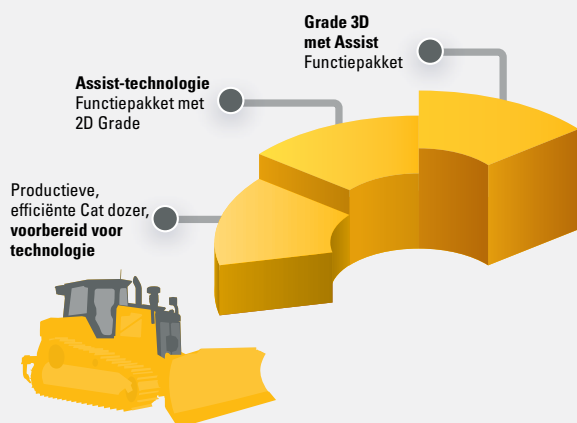 Grade 3D
met Assist
Functiepakket
Assist-technologie
Functiepakket met
2D Grade
Productieve,
efficiënte Cat dozer,
voorbereid voor
technologie